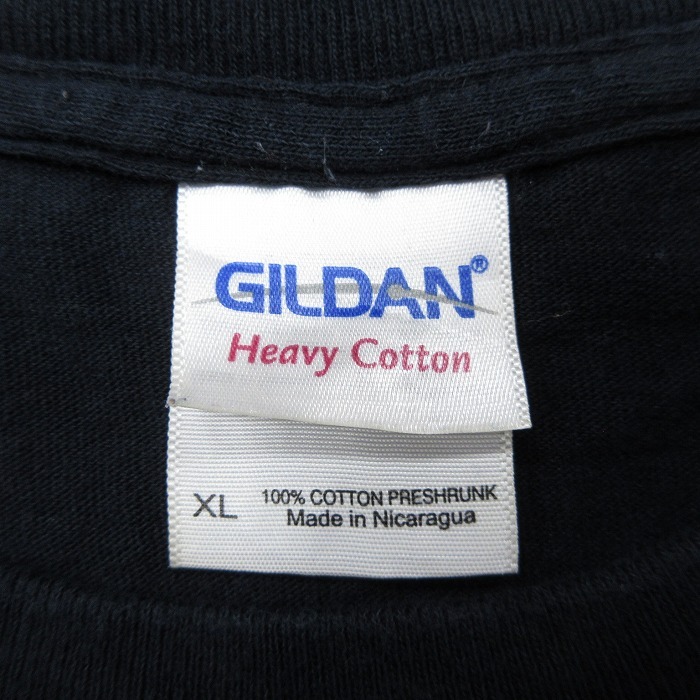 GILDAN®
Heavy Cotton
XL 100% COTTON PRESHRUNK
Made in Nicaragua